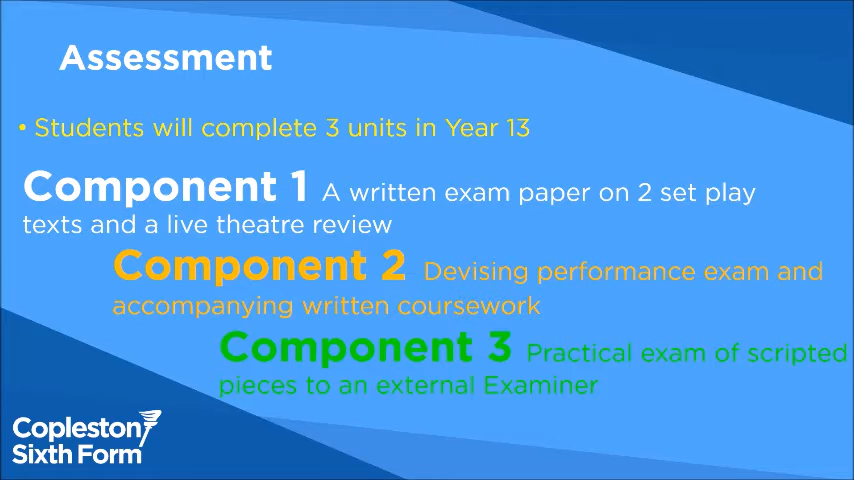 Assessment
• Students will complete 3 units in Year 13
Component 1 A written exam paper on 2 set play
texts and a live theatre review
Component 2 Devising performance exam and
accompanying written coursework
Component 3 Practical exam of scripted
pieces to an external Examiner
Copleston
Sixth Form